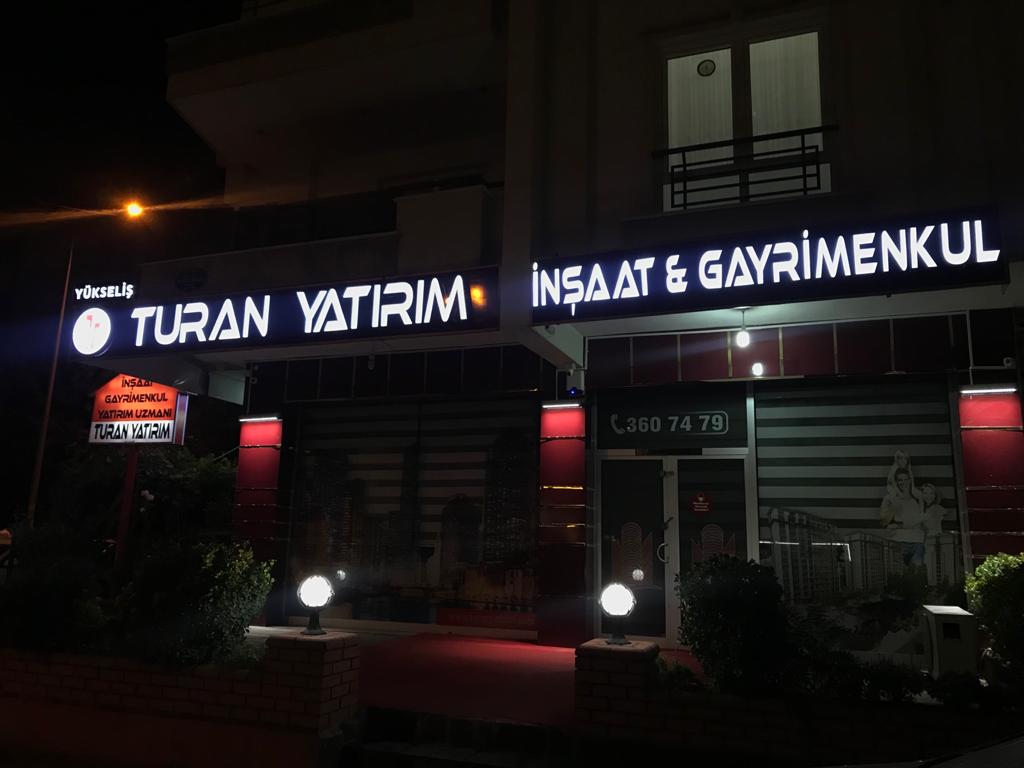 YÜKSELİŞ
TURAN YATIRIM
İNŞAAT & GAYRİMENKUL
İNŞAAT
GAYRİMENKUL
YATIRIM UZMANI
TURAN YATIRIM
360 74 79